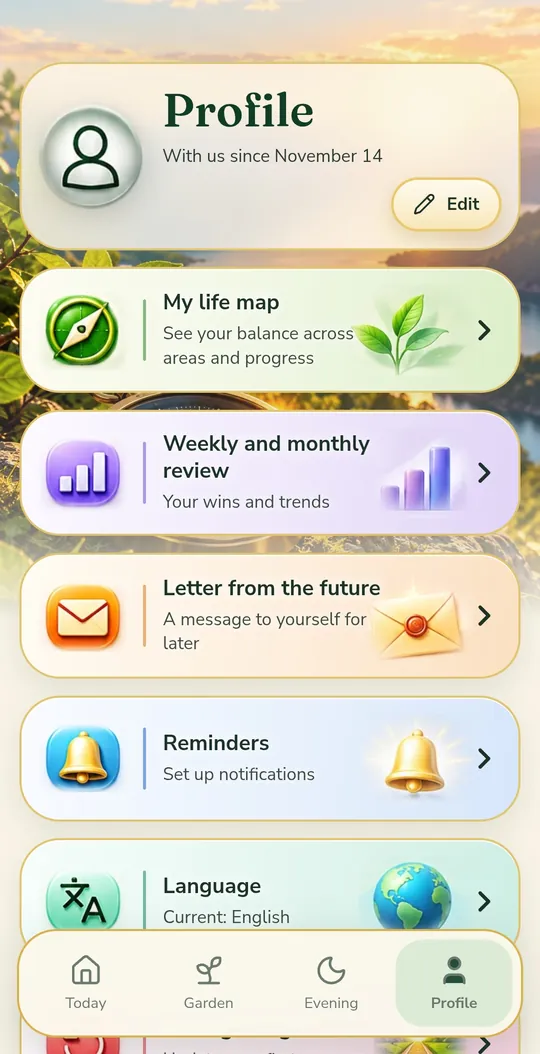 Profile
With us since November 14
Edit
My life map
See your balance across
areas and progress
Weekly and monthly
review
Your wins and trends
Letter from the future
A message to yourself for
later
Reminders
Set up notifications
文A
Language
Current: English
Today
Garden
Evening
Profile